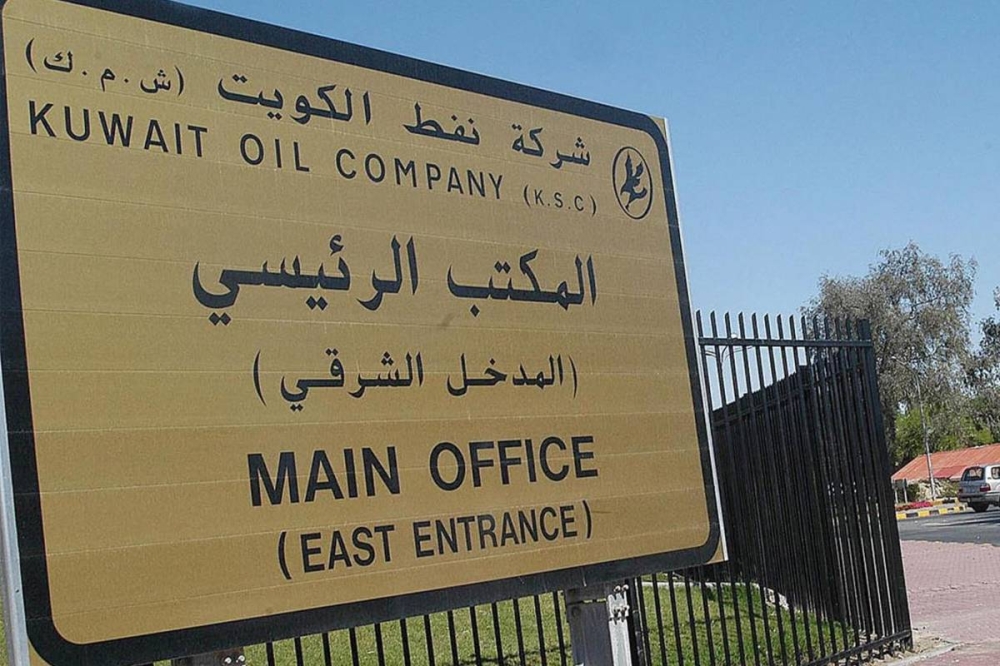 شركة نفط الكويت (ش.م.ك)
KUWAIT OIL COMPANY (K.S.C)
المكتب الرئيسي
(المدخل الشرقي)
MAIN OFFICE
(EAST ENTRANCE)